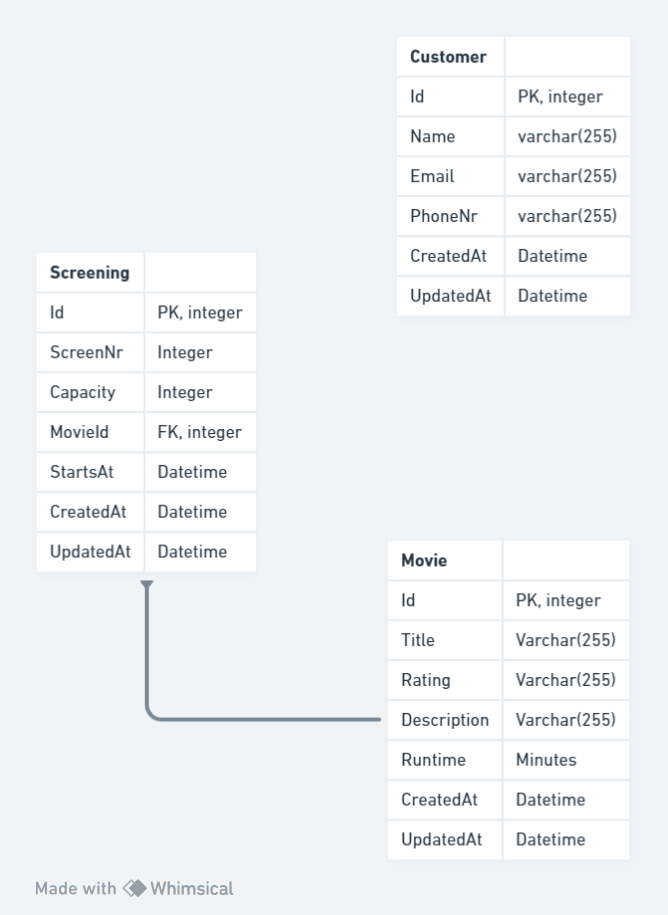 Customer
Id PK, integer
Name varchar(255)
Email varchar(255)
PhoneNr varchar(255)
CreatedAt Datetime
UpdatedAt Datetime
Screening
Id PK, integer
ScreenNr Integer
Capacity Integer
MovieId FK, integer
StartsAt Datetime
CreatedAt Datetime
UpdatedAt Datetime
Movie
Id PK, integer
Title Varchar(255)
Rating Varchar(255)
Description Varchar(255)
Runtime Minutes
CreatedAt Datetime
UpdatedAt Datetime
Made with Whimsical